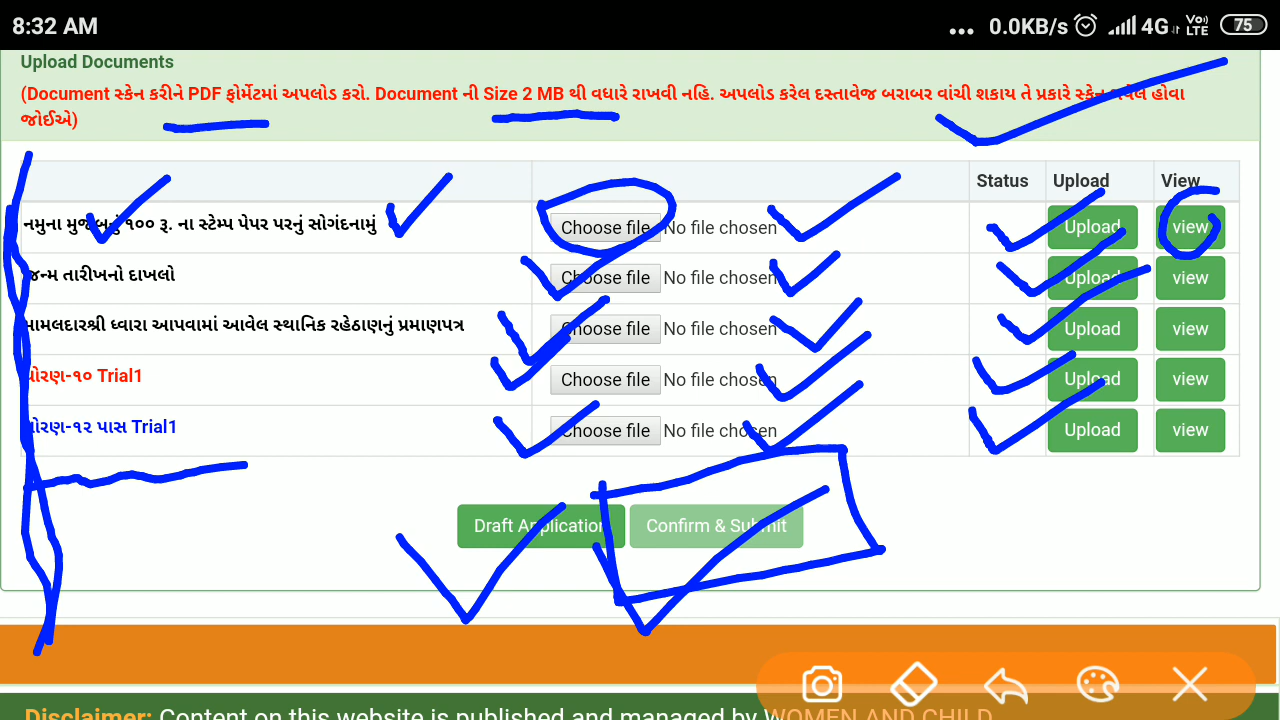 8:32 AM ... 0.0KB/s 4G Vo) LTE 75
Upload Documents
(Document સ્કેન કરીને PDF ફોર્મેટમાં અપલોડ કરો. Document ની Size 2 MB થી વધારે રાખવી નહિ. અપલોડ કરેલ દસ્તાવેજ બરાબર વાંચી શકાય તે પ્રકારે સ્કેન હોવા
જોઈએ)
Status Upload View
નમુના મુજબનું ૧૦૦ રૂ. ના સ્ટેમ્પ પેપર પરનું સોગંદનામું Choose file No file chosen Upload view
જન્મ તારીખનો દાખલો Choose file No file chosen Upload view
મામલદારશ્રી ધ્વારા આપવામાં આવેલ સ્થાનિક રહેઠાણનું પ્રમાણપત્ર Choose file No file chosen Upload view
ધોરણ-૧૦ Trial1 Choose file No file chosen Upload view
ધોરણ-૧૨ પાસ Trial1 Choose file No file chosen Upload view
Draft Application Confirm & Submit
Disclaimer: Content on this website is published and managed by WOMEN AND CHILD